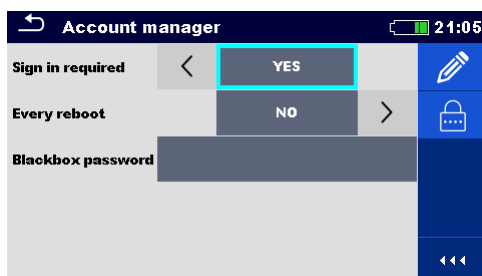 Account manager 21:05
Sign in required YES
Every reboot NO
Blackbox password